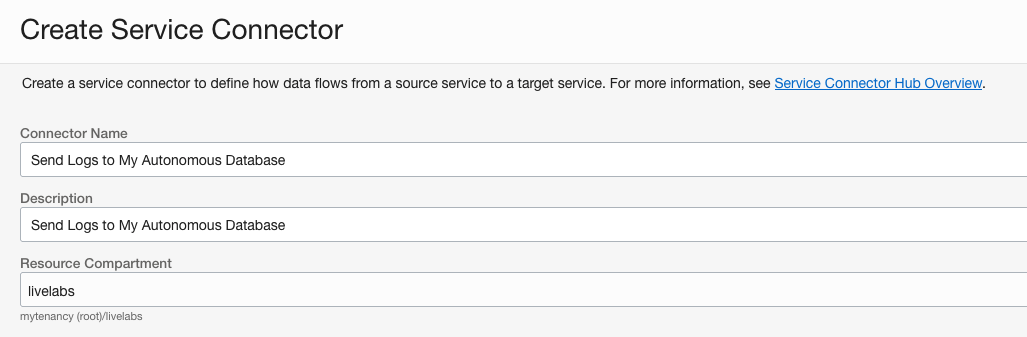 Create Service Connector
Create a service connector to define how data flows from a source service to a target service. For more information, see Service Connector Hub Overview.
Connector Name
Send Logs to My Autonomous Database
Description
Send Logs to My Autonomous Database
Resource Compartment
livelabs
mytenancy (root)/livelabs